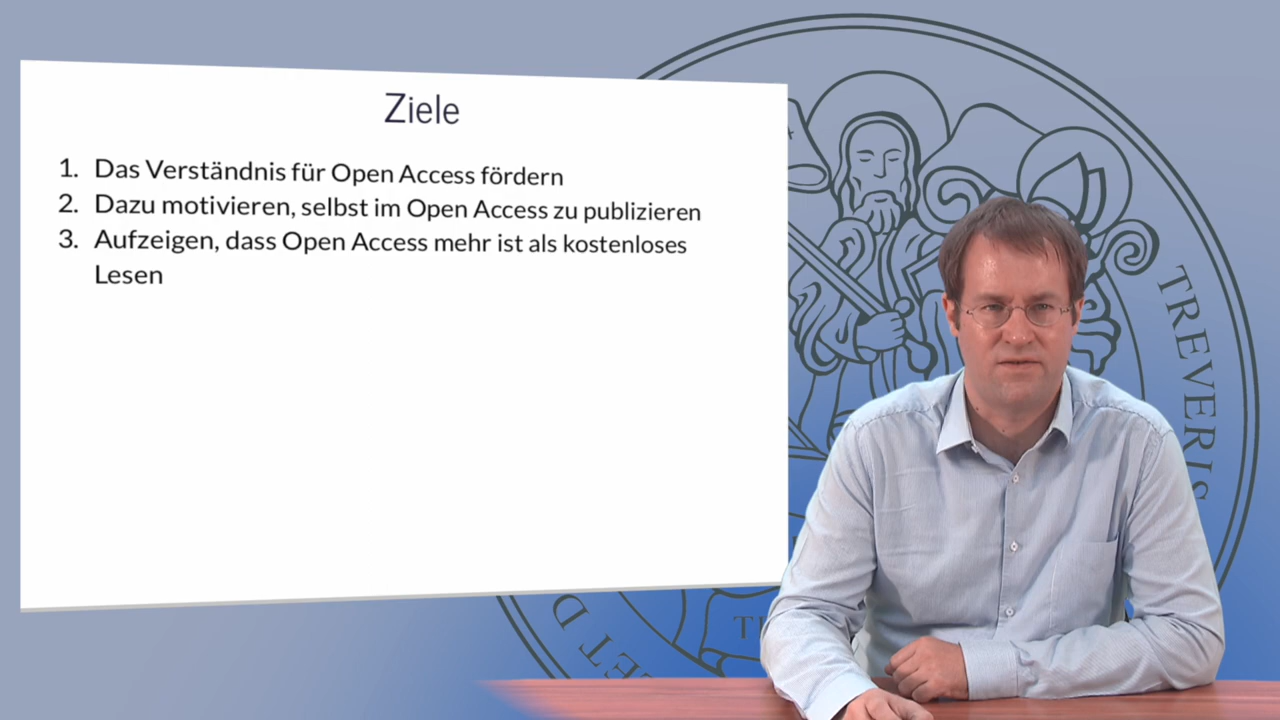 Ziele
1. Das Verständnis für Open Access fördern
2. Dazu motivieren, selbst im Open Access zu publizieren
3. Aufzeigen, dass Open Access mehr ist als kostenloses
Lesen
TREVERIS
ET D